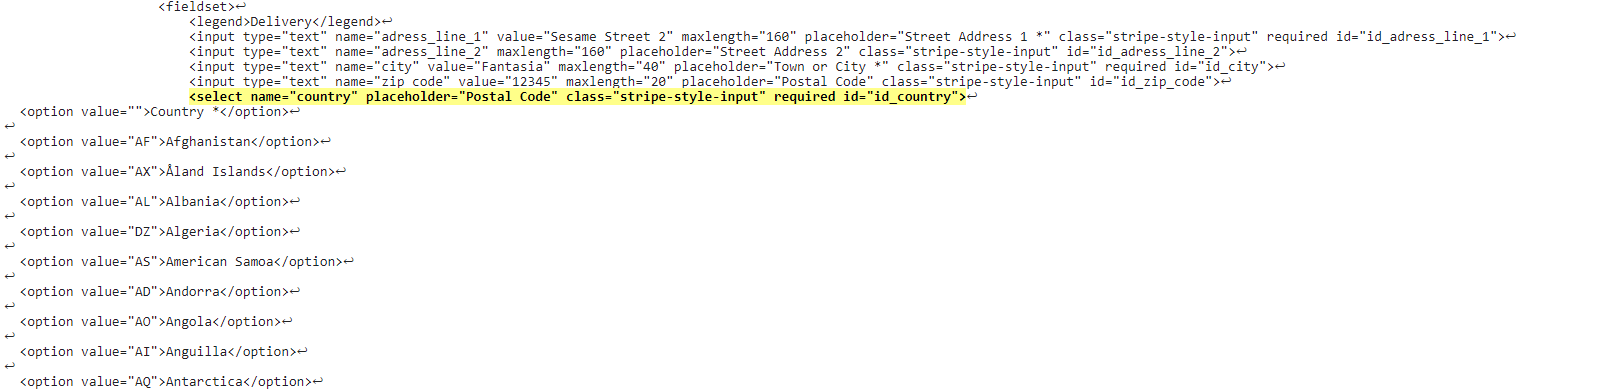 <fieldset>↩
<legend>Delivery</legend>↩
<input type="text" name="adress_line_1" value="Sesame Street 2" maxlength="160" placeholder="Street Address 1 *" class="stripe-style-input" required id="id_adress_line_1">↩
<input type="text" name="adress_line_2" maxlength="160" placeholder="Street Address 2" class="stripe-style-input" id="id_adress_line_2">↩
<input type="text" name="city" value="Fantasia" maxlength="40" placeholder="Town or City *" class="stripe-style-input" required id="id_city">↩
<input type="text" name="zip_code" value="12345" maxlength="20" placeholder="Postal Code" class="stripe-style-input" id="id_zip_code">↩
<select name="country" placeholder="Postal Code" class="stripe-style-input" required id="id_country">↩
<option value="">Country *</option>↩
↩
<option value="AF">Afghanistan</option>↩
↩
<option value="AX">Åland Islands</option>↩
↩
<option value="AL">Albania</option>↩
↩
<option value="DZ">Algeria</option>↩
↩
<option value="AS">American Samoa</option>↩
↩
<option value="AD">Andorra</option>↩
↩
<option value="AO">Angola</option>↩
↩
<option value="AI">Anguilla</option>↩
↩
<option value="AQ">Antarctica</option>↩